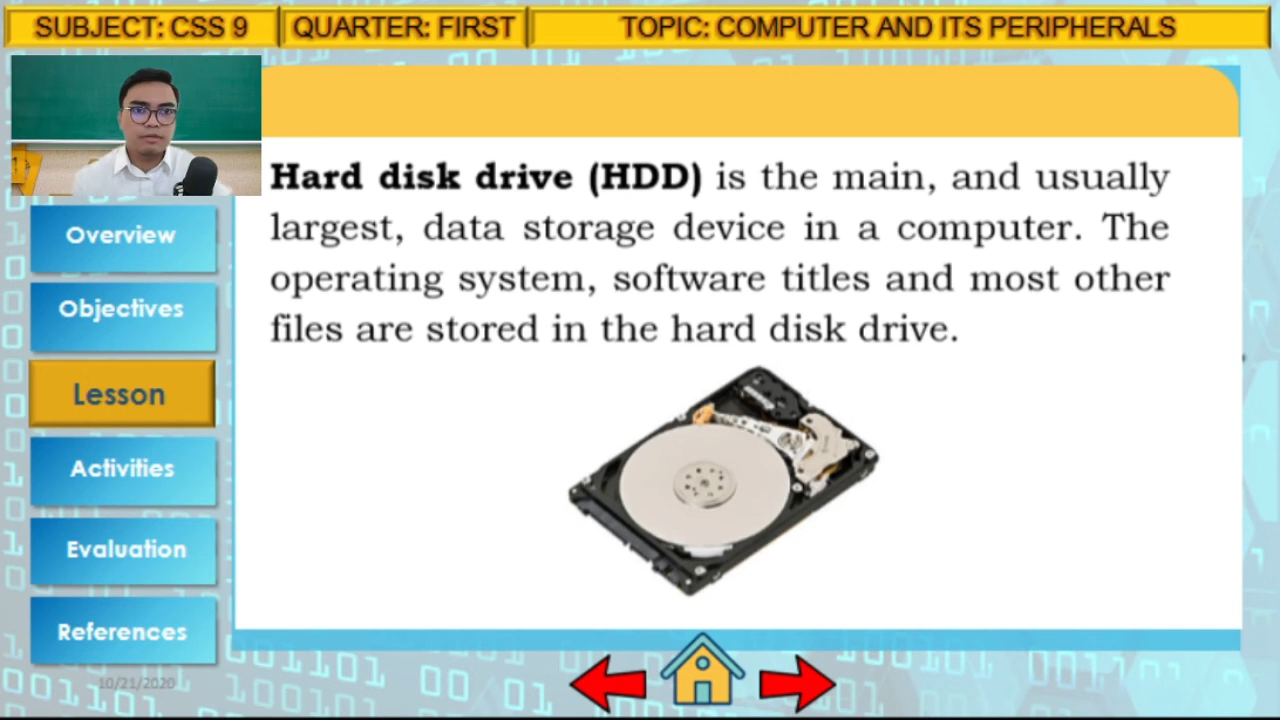 SUBJECT: CSS 9
QUARTER: FIRST
TOPIC: COMPUTER AND ITS PERIPHERALS
Hard disk drive (HDD) is the main, and usually
largest, data storage device in a computer. The
operating system, software titles and most other
files are stored in the hard disk drive.
Overview
Objectives
Lesson
Activities
Evaluation
References
10/21/2020